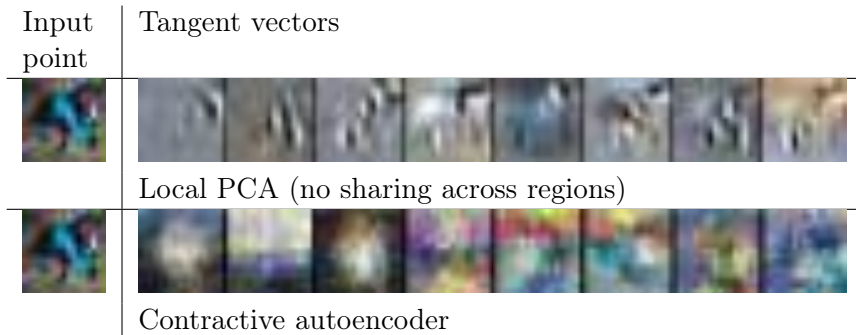 Input point
Tangent vectors
Local PCA (no sharing across regions)
Contractive autoencoder